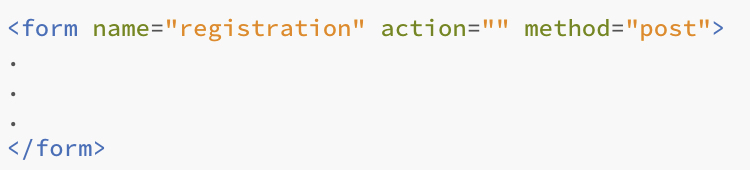 <form name="registration" action="" method="post">
.
.
.
</form>